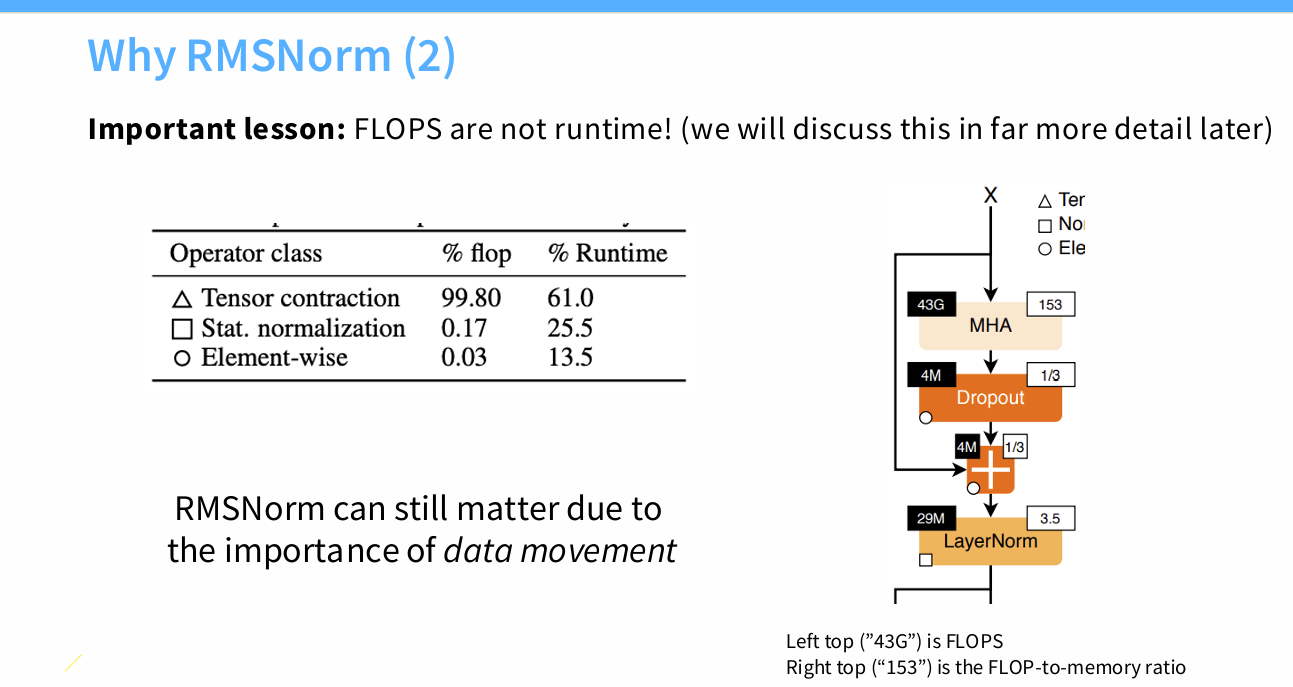 Why RMSNorm (2)
Important lesson: FLOPS are not runtime! (we will discuss this in far more detail later)
Operator class % flop % Runtime
△ Tensor contraction 99.80 61.0
□ Stat. normalization 0.17 25.5
○ Element-wise 0.03 13.5
RMSNorm can still matter due to
the importance of data movement
X
△ Ter
□ No
○ Ele
43G 153
MHA
4M 1/3
Dropout
4M 1/3
29M 3.5
LayerNorm
Left top (”43G”) is FLOPS
Right top (“153”) is the FLOP-to-memory ratio